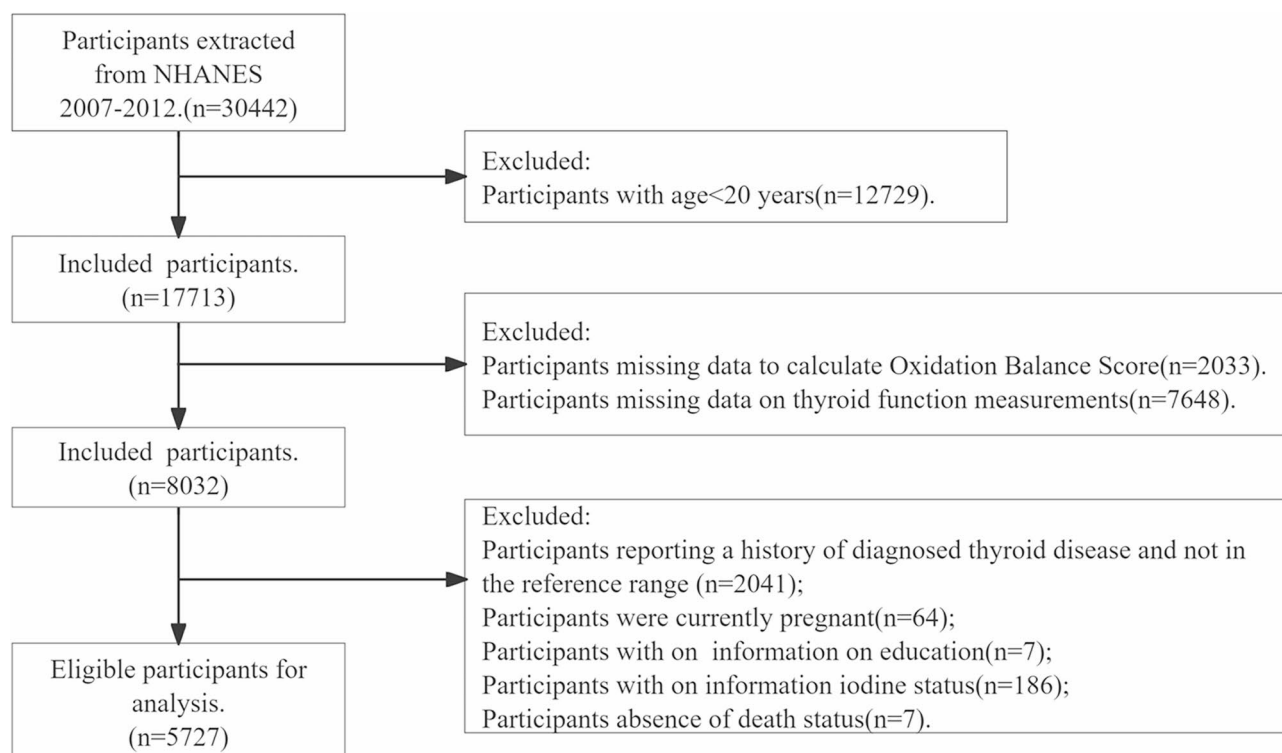 Participants extracted
from NHANES
2007-2012.(n=30442)
Excluded:
Participants with age<20 years(n=12729).
Included  participants.
(n=17713)
Excluded:
Participants missing data to calculate Oxidation Balance Score(n=2033).
Participants missing data on thyroid function measurements(n=7648).
Included  participants.
(n=8032)
Excluded:
Participants reporting a history of diagnosed thyroid disease and not in
the reference range (n=2041);
Participants were currently pregnant(n=64);
Participants with on  information on education(n=7);
Participants with on information iodine status(n=186);
Participants absence of death status(n=7).
Eligible participants for
analysis.
(n=5727)